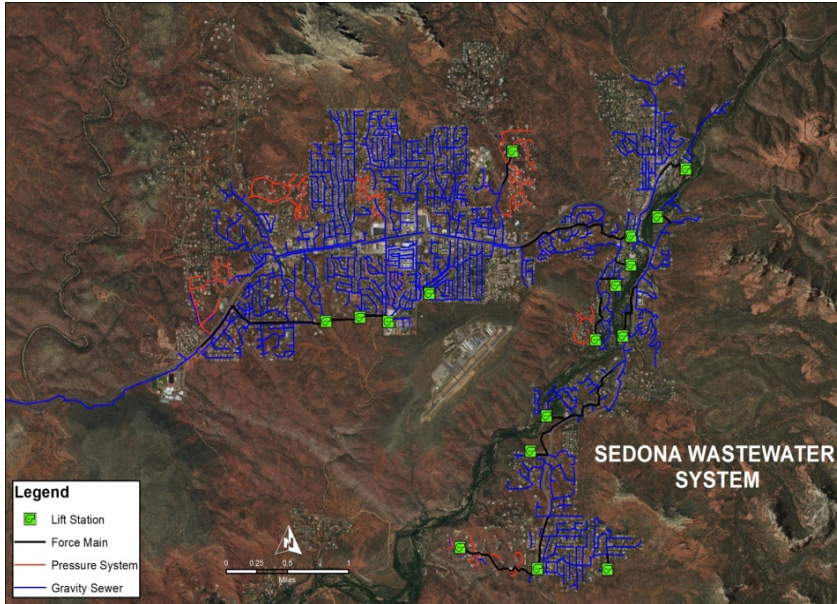 SEDONA WASTEWATER
SYSTEM
Legend
Lift Station
Force Main
Pressure System
Gravity Sewer
N
0 0.25 0.5 1
Miles